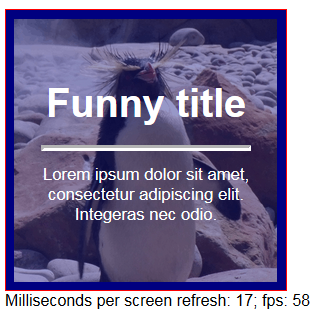 Funny title
Lorem ipsum dolor sit amet,
consectetur adipiscing elit.
Integeras nec odio.
Milliseconds per screen refresh: 17; fps: 58